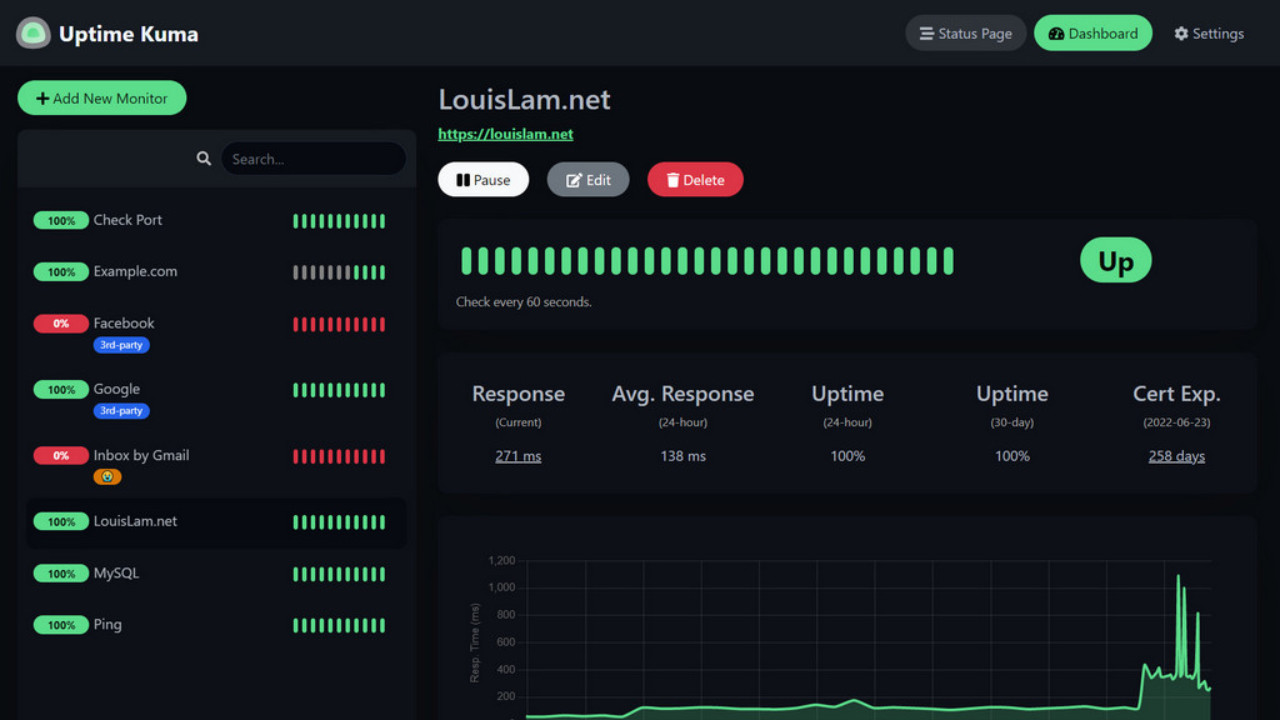 Uptime Kuma
Status Page
Dashboard
Settings
Add New Monitor
Search...
100% Check Port
100% Example.com
0% Facebook
3rd-party
100% Google
3rd-party
0% Inbox by Gmail
100% LouisLam.net
100% MySQL
100% Ping
LouisLam.net
https://louislam.net
Pause
Edit
Delete
Up
Check every 60 seconds.
Response
(Current)
271 ms
Avg. Response
(24-hour)
138 ms
Uptime
(24-hour)
100%
Uptime
(30-day)
100%
Cert Exp.
(2022-06-23)
258 days
Resp. Time (ms)
1,200
1,000
800
600
400
200